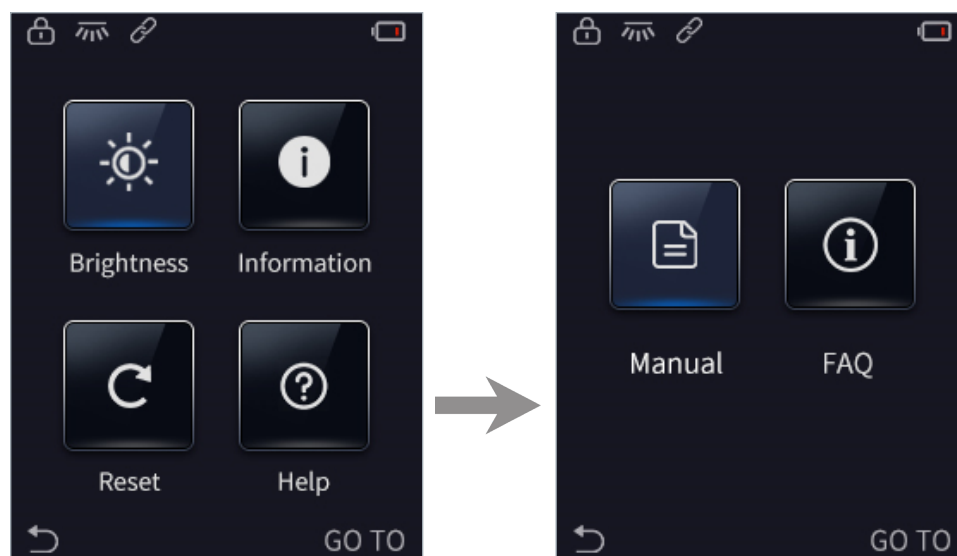 Brightness Information
Reset Help
GO TO
Manual FAQ
GO TO